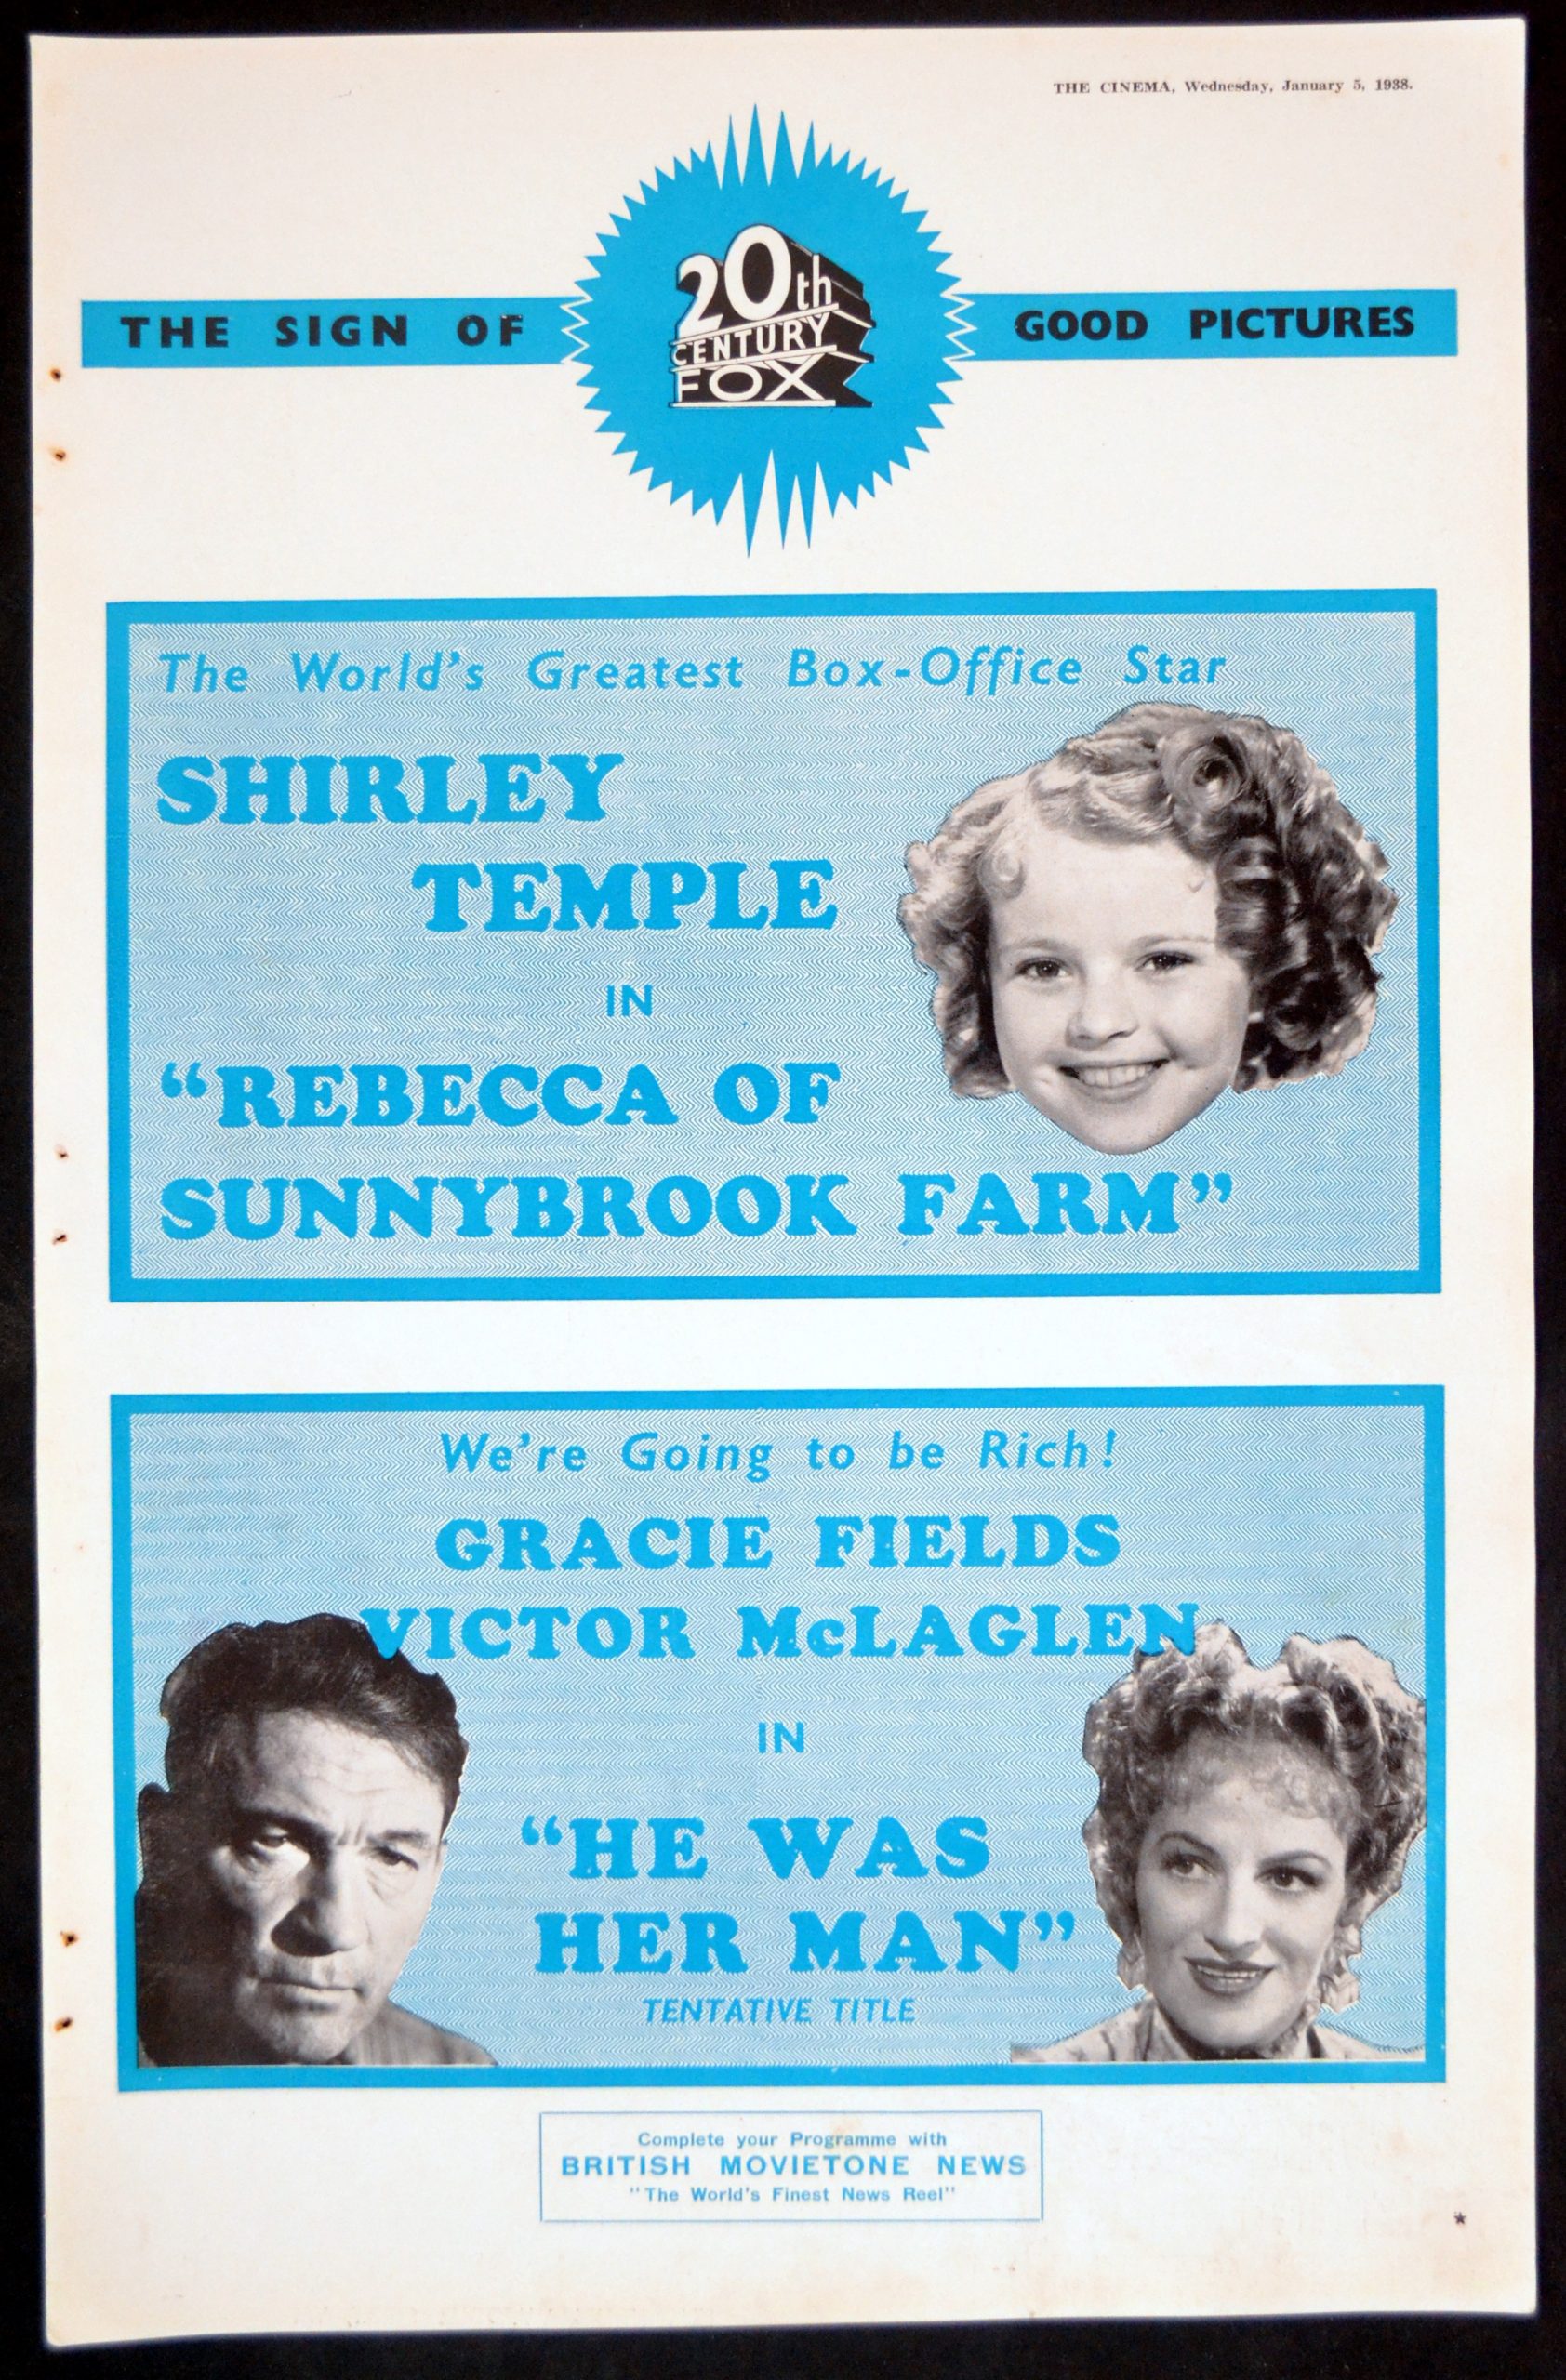 THE CINEMA, Wednesday, January 5, 1938.
20th
CENTURY
FOX
THE SIGN OF GOOD PICTURES
The World's Greatest Box-Office Star
SHIRLEY
TEMPLE
IN
"REBECCA OF
SUNNYBROOK FARM"
We're Going to be Rich!
GRACIE FIELDS
VICTOR McLAGLEN
IN
"HE WAS
HER MAN"
TENTATIVE TITLE
Complete your Programme with
BRITISH MOVIETONE NEWS
"The World's Finest News Reel"